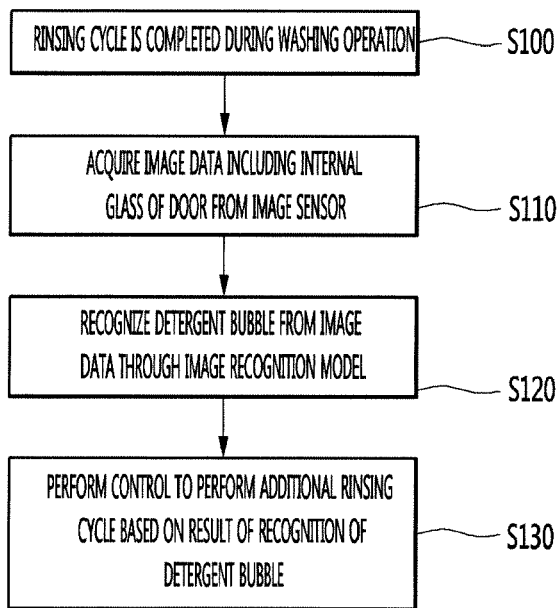 RINSING CYCLE IS COMPLETED DURING WASHING OPERATION
S100
ACQUIRE IMAGE DATA INCLUDING INTERNAL
GLASS OF DOOR FROM IMAGE SENSOR
S110
RECOGNIZE DETERGENT BUBBLE FROM IMAGE
DATA THROUGH IMAGE RECOGNITION MODEL
S120
PERFORM CONTROL TO PERFORM ADDITIONAL RINSING
CYCLE BASED ON RESULT OF RECOGNITION OF
DETERGENT BUBBLE
S130